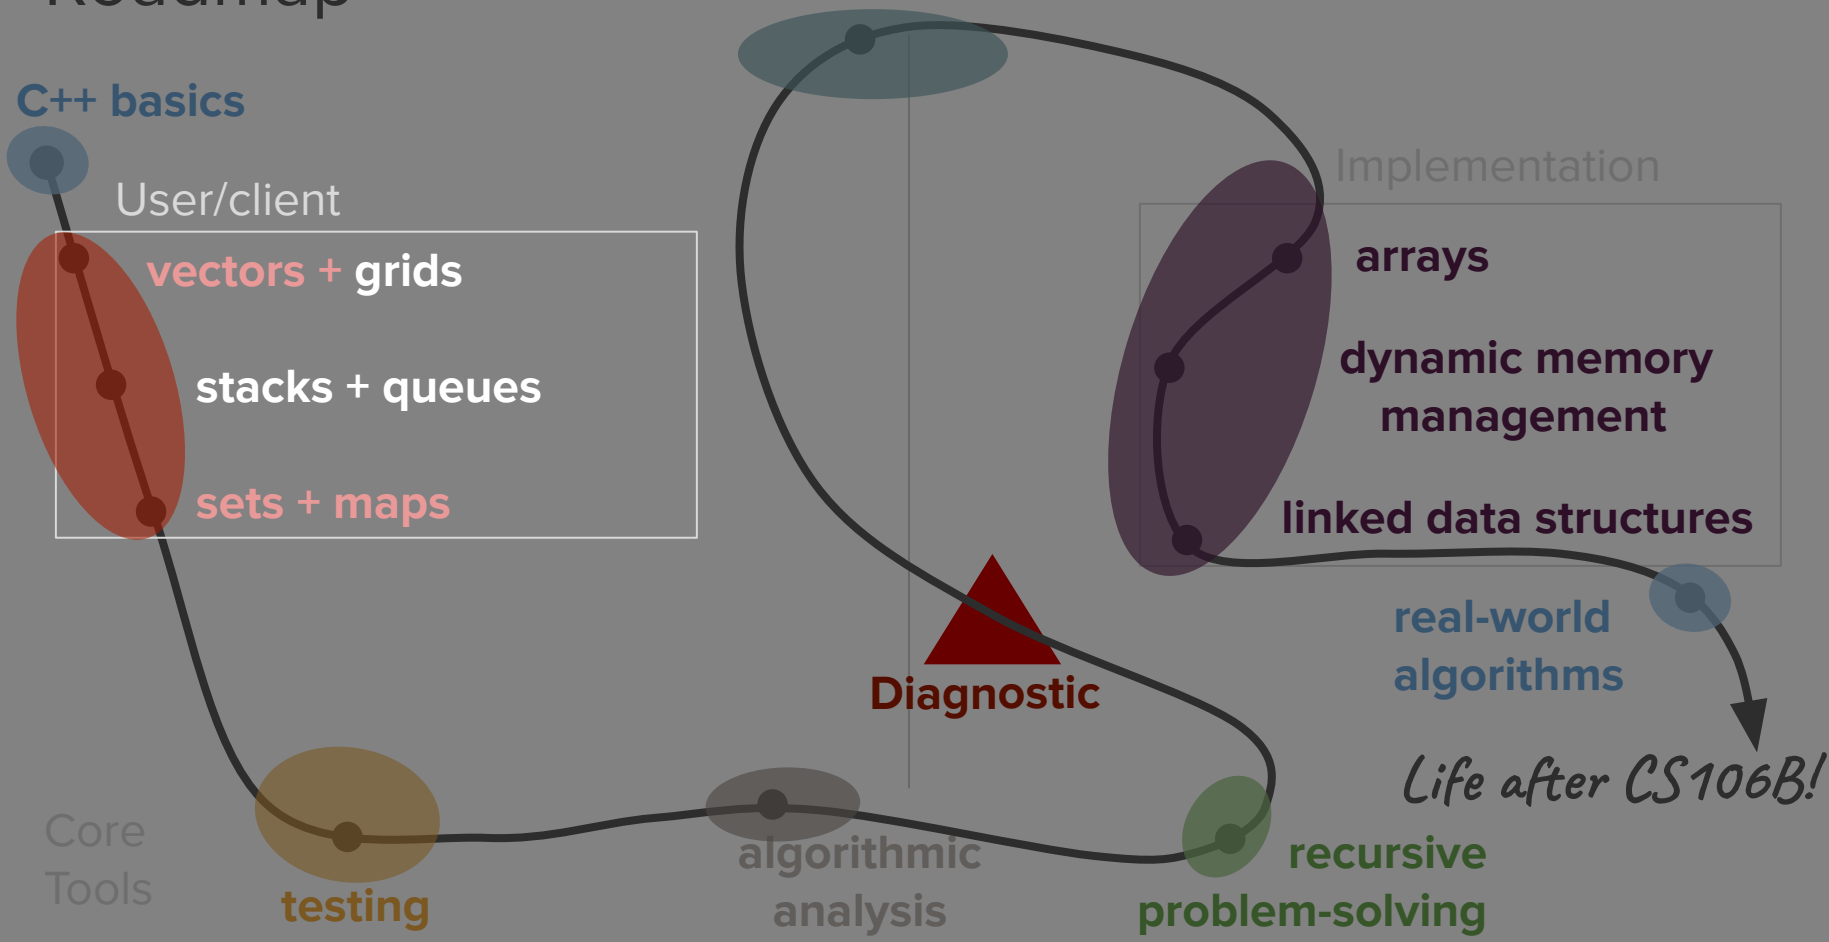 Roadmap
C++ basics
User/client
vectors + grids
stacks + queues
sets + maps
Implementation
arrays
dynamic memory
management
linked data structures
real-world
algorithms
Diagnostic
Life after CS106B!
Core
Tools
testing
algorithmic
analysis
recursive
problem-solving